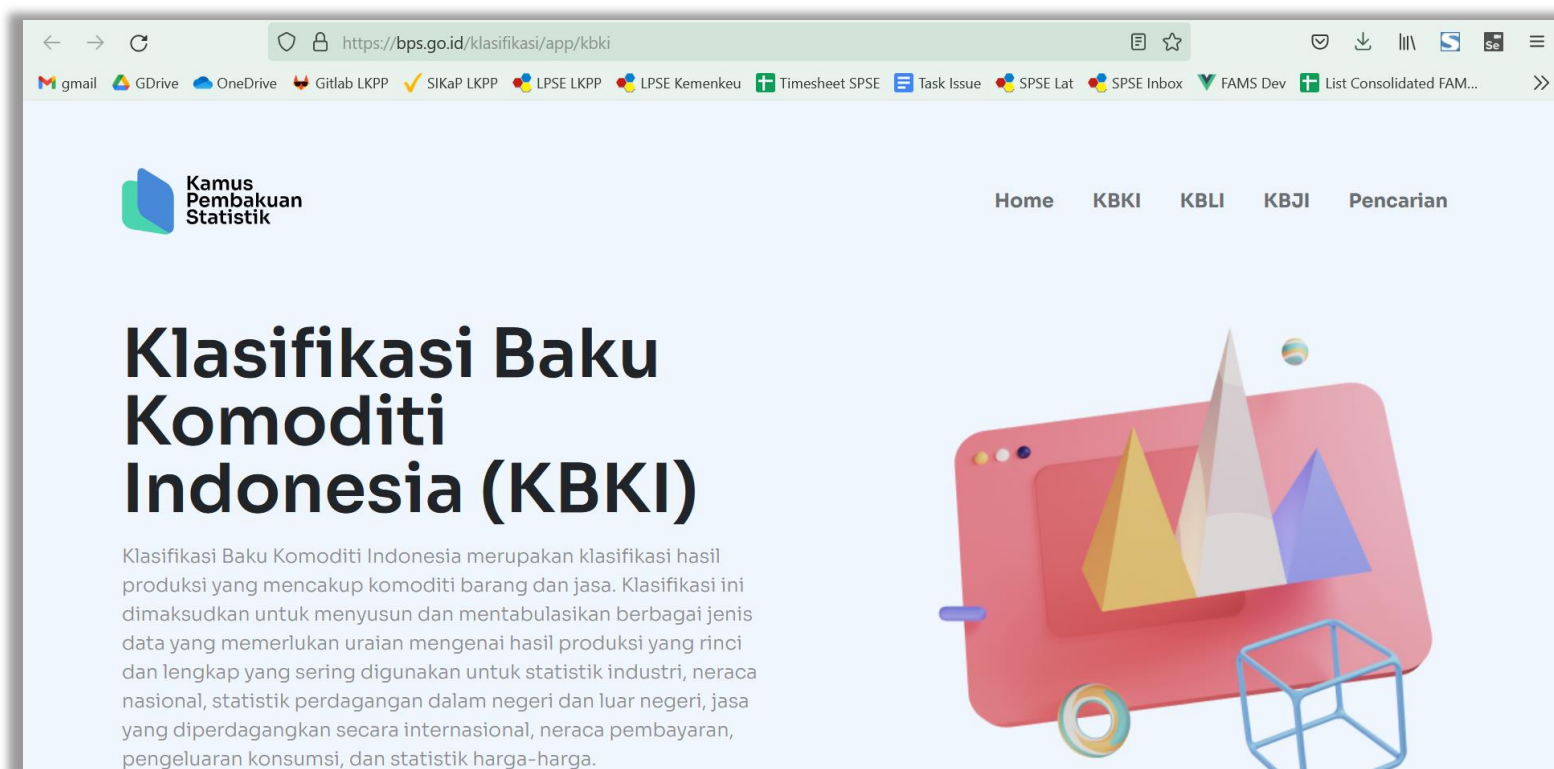 https://bps.go.id/klasifikasi/app/kbki
gmail GDrive OneDrive Gitlab LKPP SIKaP LKPP LPSE LKPP LPSE Kemenkeu Timesheet SPSE Task Issue SPSE Lat SPSE Inbox FAMS Dev List Consolidated FAM...
Se
Kamus
Pembakuan
Statistik
Home KBKI KBLI KBJI Pencarian
Klasifikasi Baku
Komoditi
Indonesia (KBKI)
Klasifikasi Baku Komoditi Indonesia merupakan klasifikasi hasil
produksi yang mencakup komoditi barang dan jasa. Klasifikasi ini
dimaksudkan untuk menyusun dan mentabulasikan berbagai jenis
data yang memerlukan uraian mengenai hasil produksi yang rinci
dan lengkap yang sering digunakan untuk statistik industri, neraca
nasional, statistik perdagangan dalam negeri dan luar negeri, jasa
yang diperdagangkan secara internasional, neraca pembayaran,
pengeluaran konsumsi, dan statistik harga-harga.